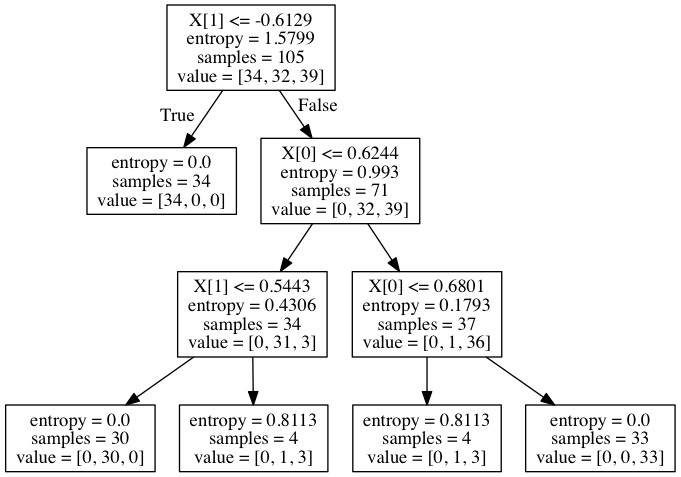 X[1] <= -0.6129
entropy = 1.5799
samples = 105
value = [34, 32, 39]
True
False
entropy = 0.0
samples = 34
value = [34, 0, 0]
X[0] <= 0.6244
entropy = 0.993
samples = 71
value = [0, 32, 39]
X[1] <= 0.5443
entropy = 0.4306
samples = 34
value = [0, 31, 3]
X[0] <= 0.6801
entropy = 0.1793
samples = 37
value = [0, 1, 36]
entropy = 0.0
samples = 30
value = [0, 30, 0]
entropy = 0.8113
samples = 4
value = [0, 1, 3]
entropy = 0.8113
samples = 4
value = [0, 1, 3]
entropy = 0.0
samples = 33
value = [0, 0, 33]